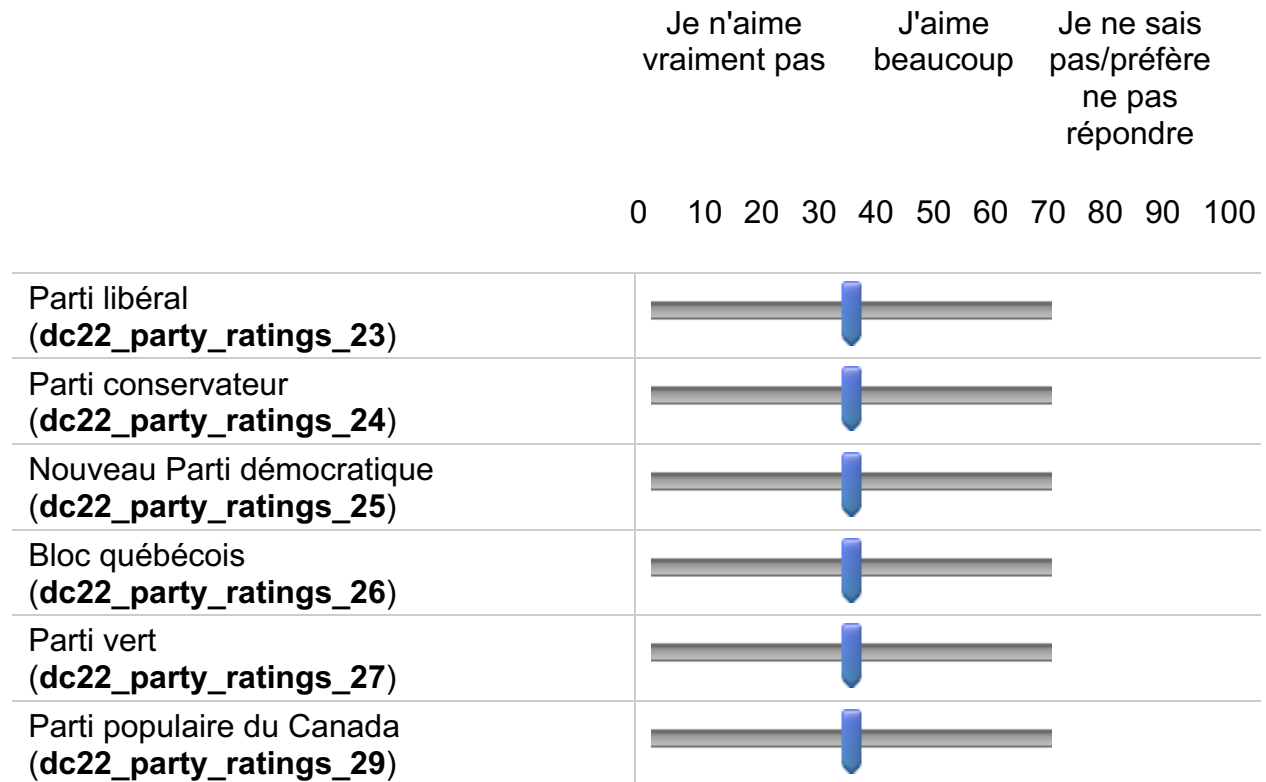 Je n'aime vraiment pas
J'aime beaucoup
Je ne sais pas/préfère ne pas répondre
0 10 20 30 40 50 60 70 80 90 100
Parti libéral
(dc22_party_ratings_23)
Parti conservateur
(dc22_party_ratings_24)
Nouveau Parti démocratique
(dc22_party_ratings_25)
Bloc québécois
(dc22_party_ratings_26)
Parti vert
(dc22_party_ratings_27)
Parti populaire du Canada
(dc22_party_ratings_29)